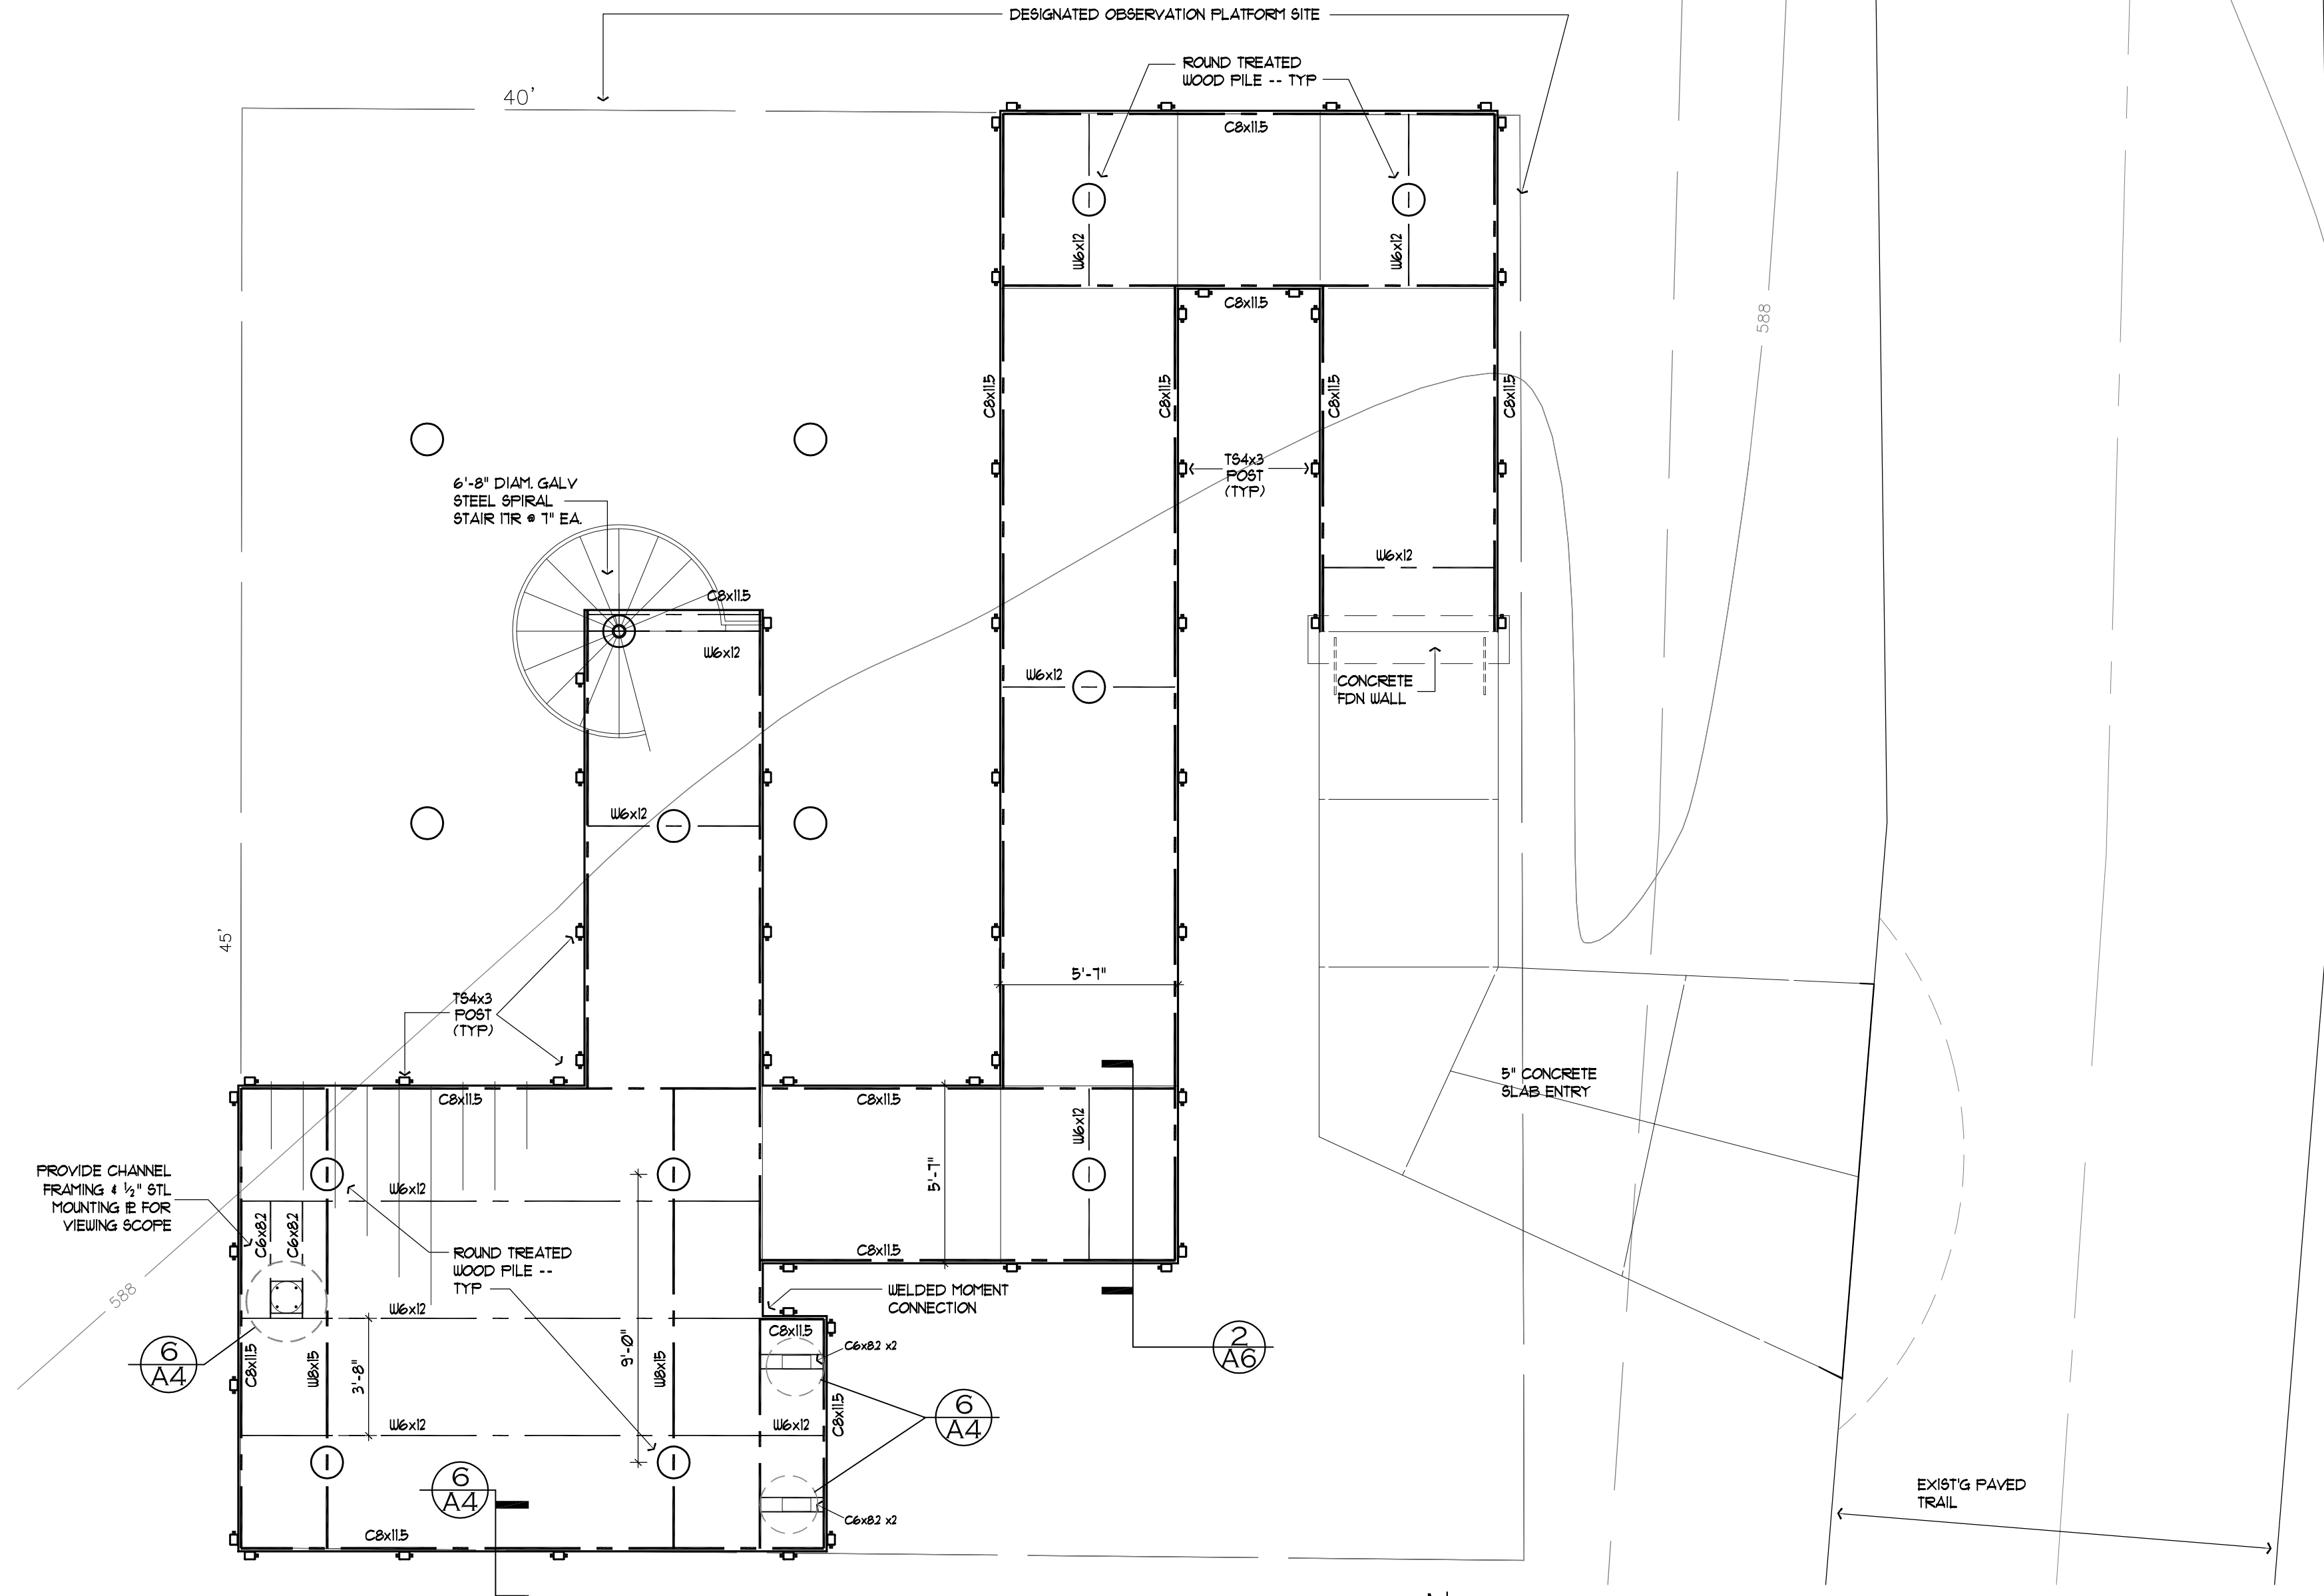 DESIGNATED OBSERVATION PLATFORM SITE
40'
ROUND TREATED
WOOD PILE -- TYP
C8x11.5
W6x12
W6x12
C8x11.5
588
C8x11.5
C8x11.5
C8x11.5
C8x11.5
TS4x3
POST
(TYP)
6'-8" DIAM. GALV
STEEL SPIRAL
STAIR 17R @ 7" EA.
W6x12
C8x11.5
W6x12
W6x12
CONCRETE
FDN WALL
W6x12
45'
5'-7"
TS4x3
POST
(TYP)
C8x11.5
C8x11.5
W6x12
5" CONCRETE
SLAB ENTRY
PROVIDE CHANNEL
FRAMING & ½" STL
MOUNTING PL FOR
VIEWING SCOPE
W6x12
5'-7"
C6x8.2
C6x8.2
ROUND TREATED
WOOD PILE --
TYP
C8x11.5
588
WELDED MOMENT
CONNECTION
W6x12
C8x11.5
C6x8.2 x2
6
A4
C8x11.5
W8x15
3'-8"
9'-0"
W8x15
2
A6
C8x11.5
W6x12
W6x12
6
A4
6
A4
C6x8.2 x2
C8x11.5
EXIST'G PAVED
TRAIL